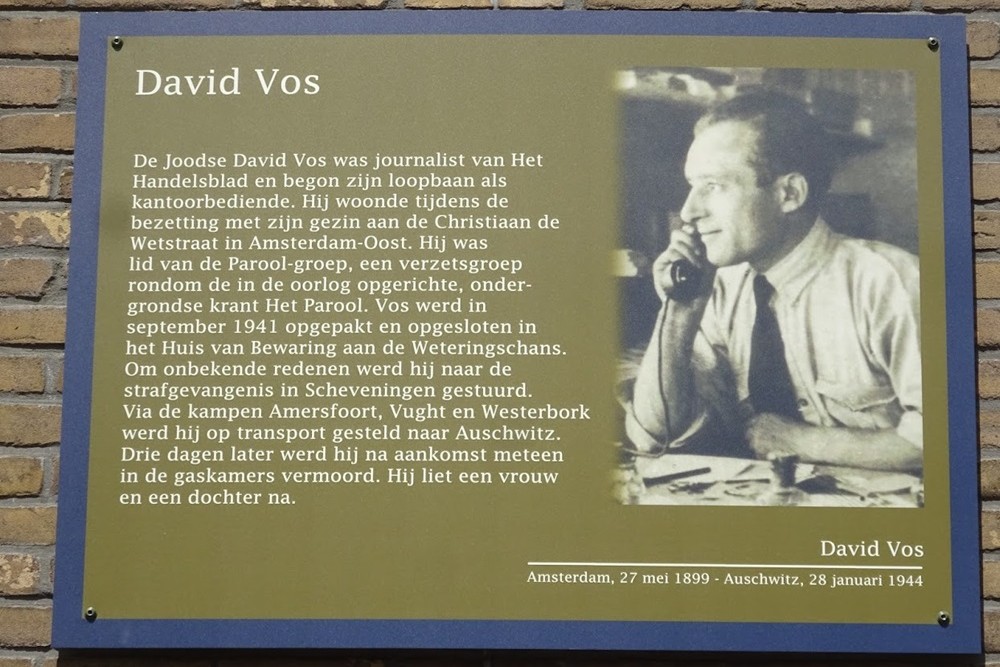 David Vos
De Joodse David Vos was journalist van Het
Handelsblad en begon zijn loopbaan als
kantoorbediende. Hij woonde tijdens de
bezetting met zijn gezin aan de Christiaan de
Wetstraat in Amsterdam-Oost. Hij was
lid van de Parool-groep, een verzetsgroep
rondom de in de oorlog opgerichte, onder-
grondse krant Het Parool. Vos werd in
september 1941 opgepakt en opgesloten in
het Huis van Bewaring aan de Weteringschans.
Om onbekende redenen werd hij naar de
strafgevangenis in Scheveningen gestuurd.
Via de kampen Amersfoort, Vught en Westerbork
werd hij op transport gesteld naar Auschwitz.
Drie dagen later werd hij na aankomst meteen
in de gaskamers vermoord. Hij liet een vrouw
en een dochter na.
David Vos
Amsterdam, 27 mei 1899 - Auschwitz, 28 januari 1944